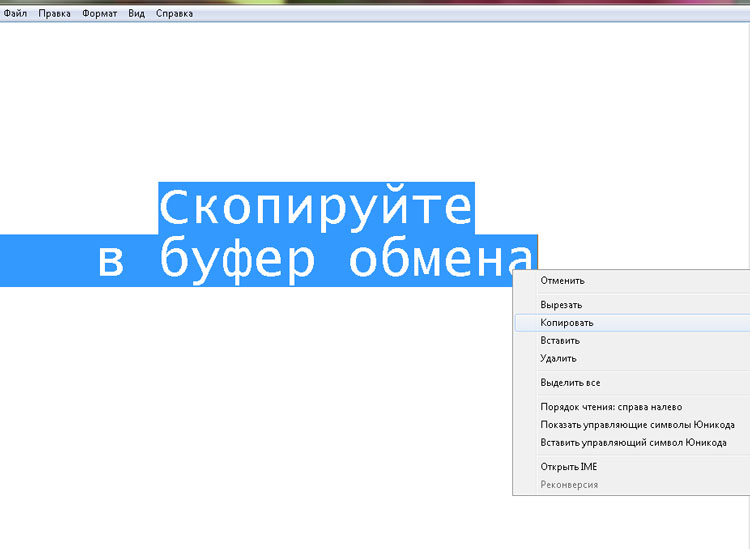 Файл Правка Формат Вид Справка
Скопируйте
в буфер обмена
Отменить
Вырезать
Копировать
Вставить
Удалить
Выделить все
Порядок чтения: справа налево
Показать управляющие символы Юникода
Вставить управляющий символ Юникода
Открыть IME
Реконверсия